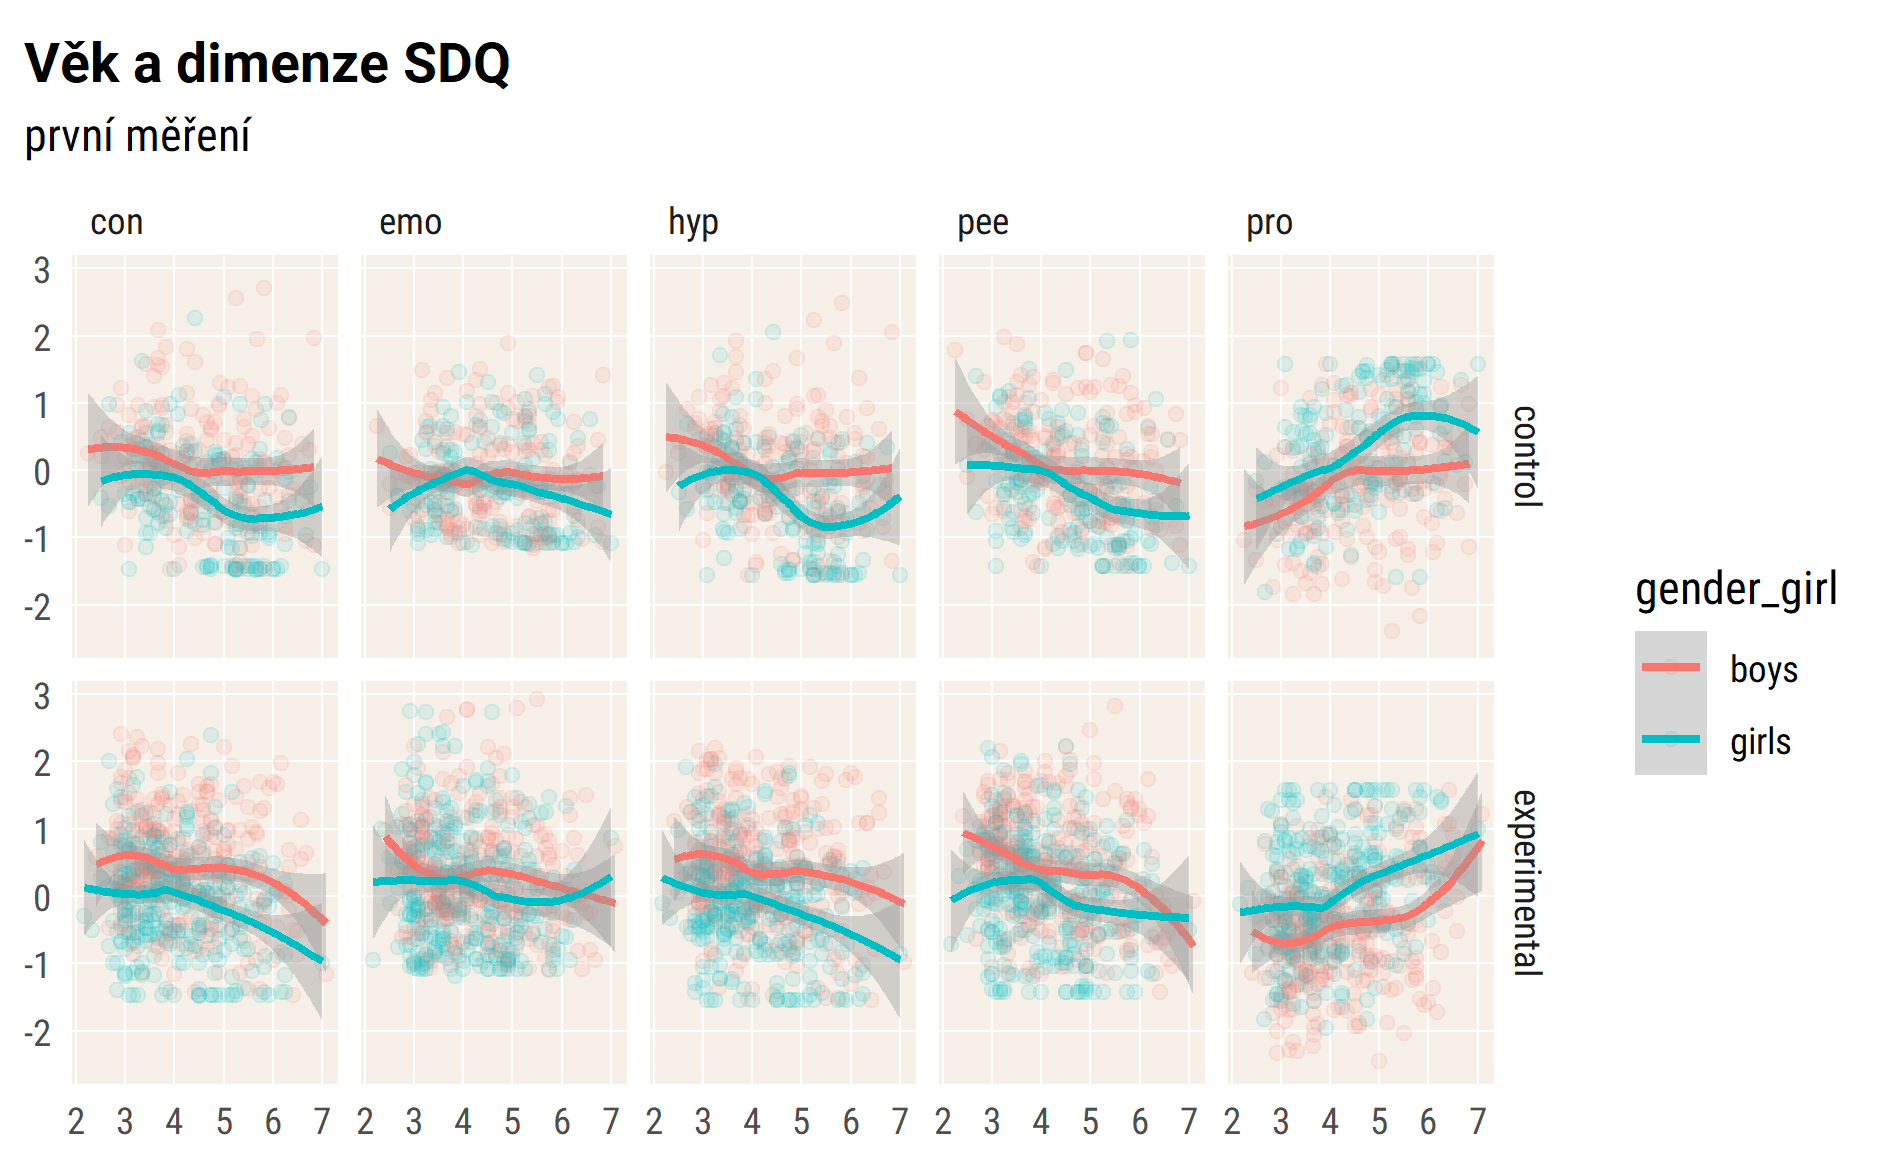 Věk a dimenze SDQ
první měření
con emo hyp pee pro
3
2
1
0
-1
-2
control
3
2
1
0
-1
-2
experimental
2 3 4 5 6 7 2 3 4 5 6 7 2 3 4 5 6 7 2 3 4 5 6 7 2 3 4 5 6 7
gender_girl
boys
girls